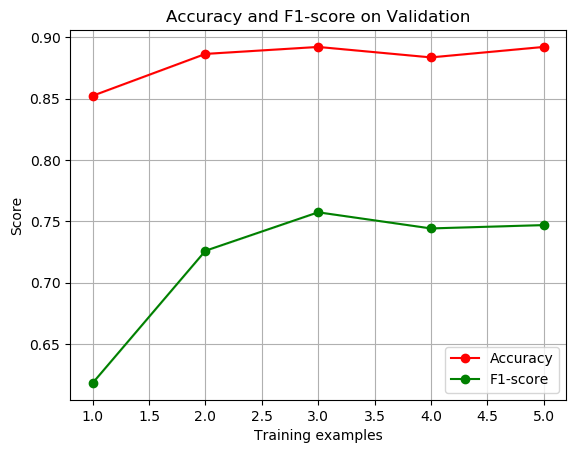 Accuracy and F1-score on Validation
0.90
0.85
0.80
0.75
0.70
0.65
Score
1.0 1.5 2.0 2.5 3.0 3.5 4.0 4.5 5.0
Training examples
Accuracy
F1-score